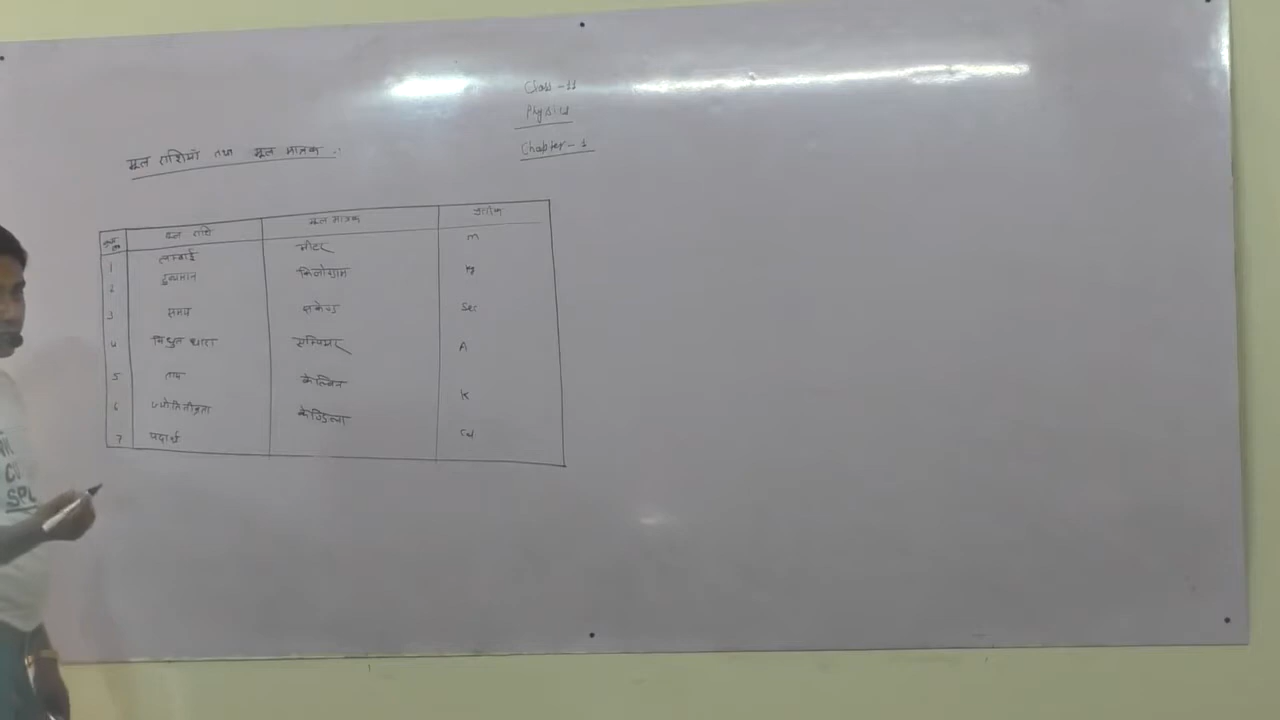 Class - 11
Physics
Chapter - 1
मूल राशियाँ तथा मूल मात्रक :-
मूल राशि मूल मात्रक प्रतीक
1 लम्बाई मीटर m
2 द्रव्यमान किलोग्राम kg
3 समय सेकेण्ड Sec
4 विधुत धारा एम्पियर A
5 ताप केल्विन K
6 ज्योतितीव्रता केण्डिला Cd
7 पदार्थ